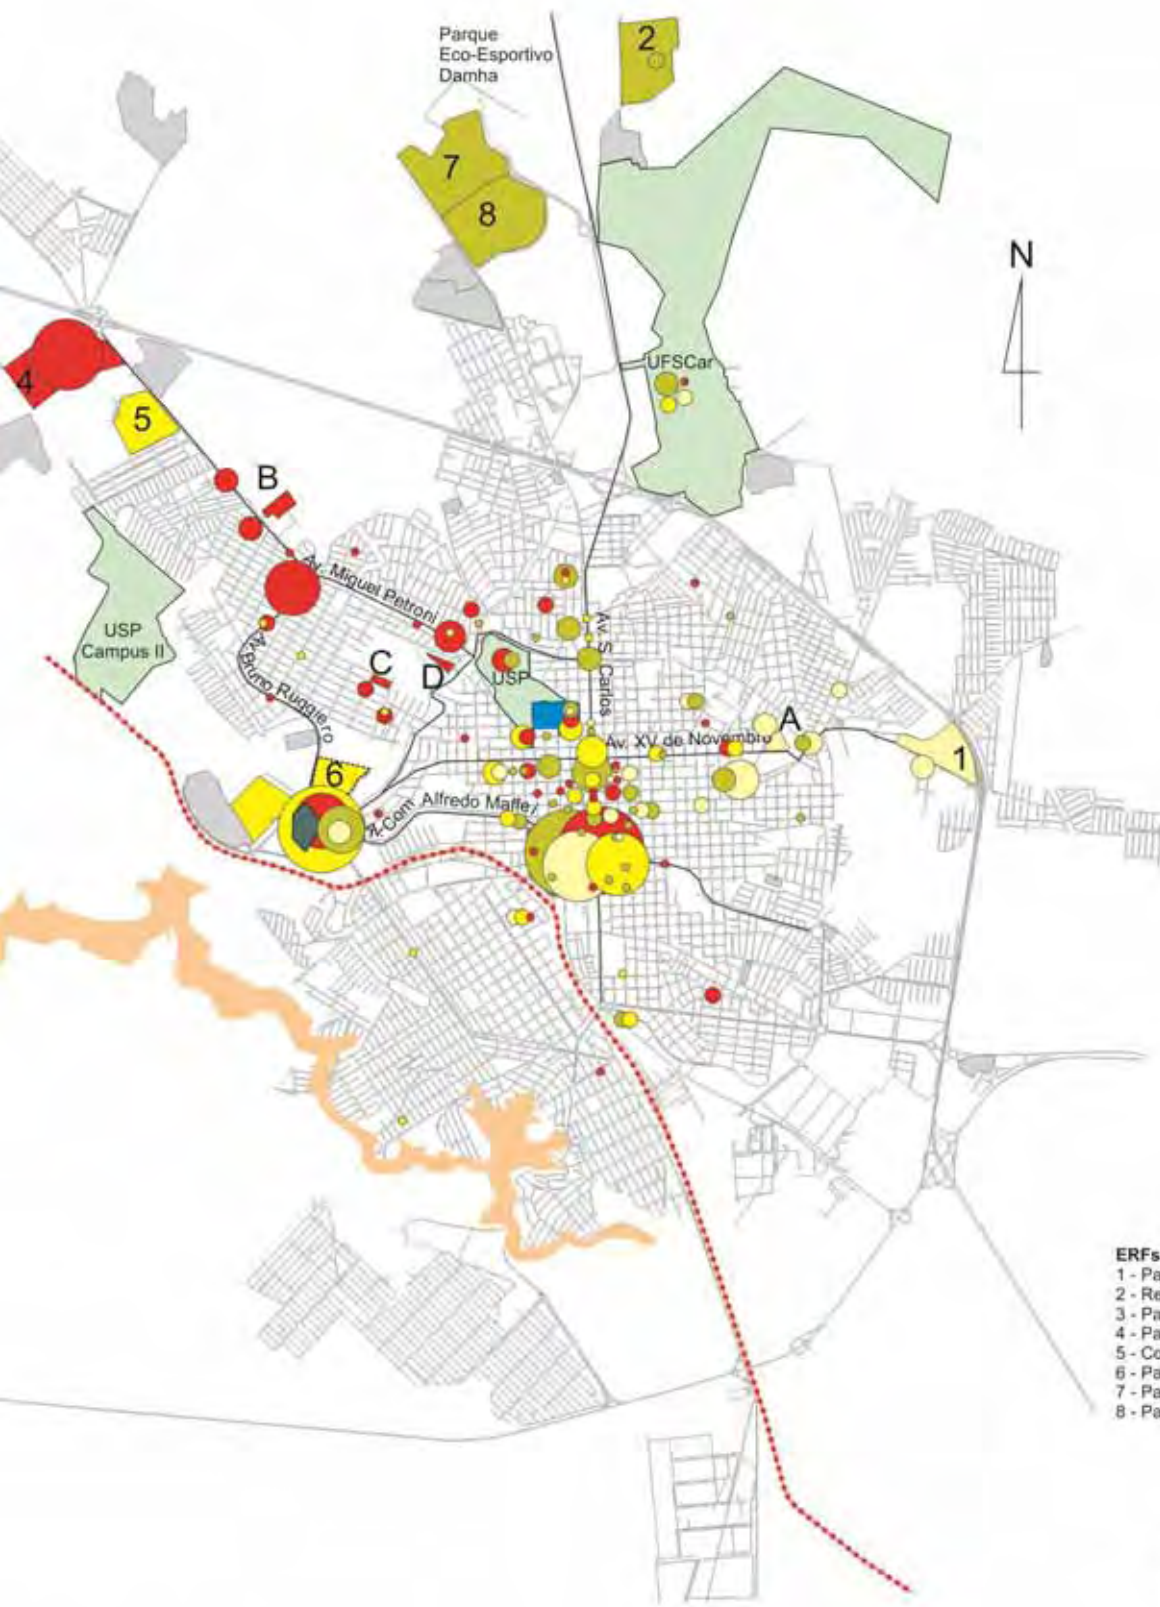 Parque
Eco-Esportivo
Damha
2
7
8
N
UFSCar
4
5
B
Av. Miguel Petroni
USP
Campus II
Av. S. Carlos
C
D
USP
Av. Bruno Ruggiero
A
Av. XV de Novembro
1
6
Av. Com. Alfredo Maffei
ERFs
1 - Pa
2 - Re
3 - Pa
4 - Pa
5 - Co
6 - Pa
7 - Pa
8 - Pa